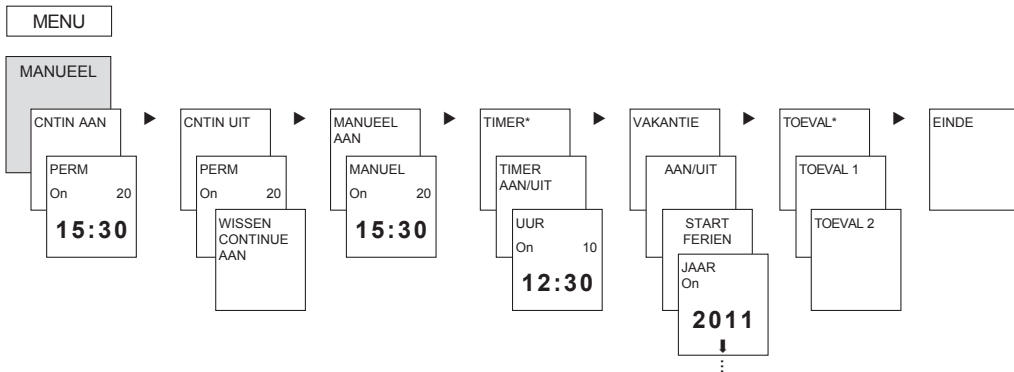 MENU
MANUEEL
CNTIN AAN
PERM
On 20
15:30
CNTIN UIT
PERM
On 20
WISSEN
CONTINUE
AAN
MANUEEL
AAN
MANUEL
On 20
15:30
TIMER*
TIMER
AAN/UIT
UUR
On 10
12:30
VAKANTIE
AAN/UIT
START
FERIEN
JAAR
On
2011
TOEVAL*
TOEVAL 1
TOEVAL 2
EINDE